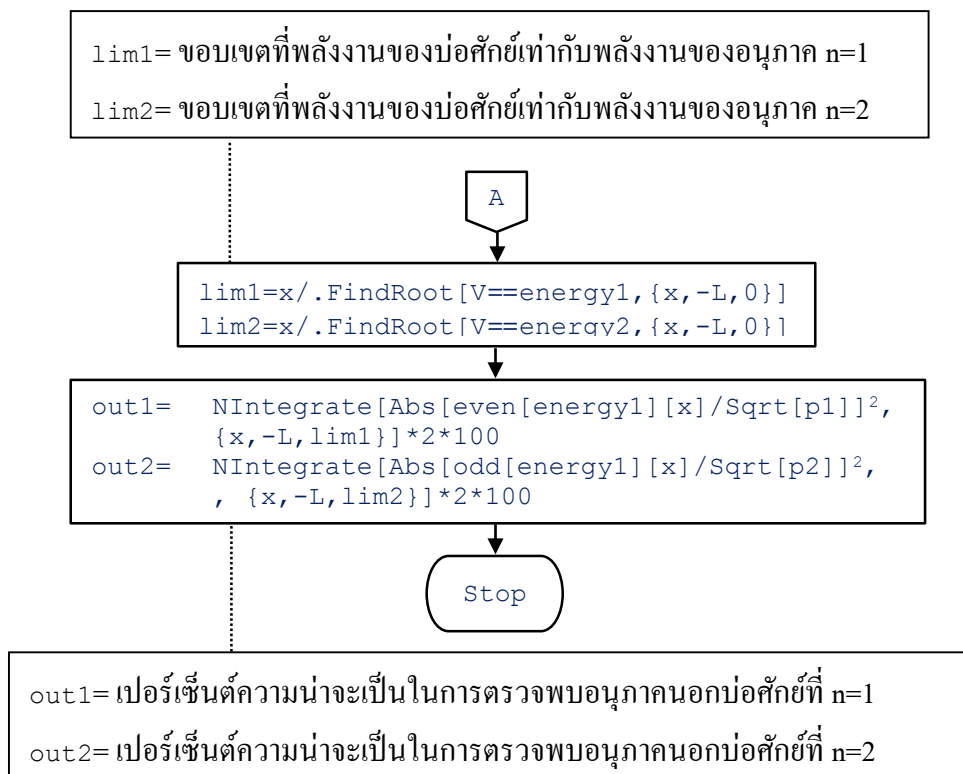 lim1= ขอบเขตที่พลังงานของบ่อศักย์เท่ากับพลังงานของอนุภาค n=1
lim2= ขอบเขตที่พลังงานของบ่อศักย์เท่ากับพลังงานของอนุภาค n=2
A
lim1=x/.FindRoot[V==energy1,{x,-L,0}]
lim2=x/.FindRoot[V==energy2,{x,-L,0}]
out1= NIntegrate[Abs[even[energy1][x]/Sqrt[p1]]²,
{x,-L,lim1}]*2*100
out2= NIntegrate[Abs[odd[energy1][x]/Sqrt[p2]]²,
, {x,-L,lim2}]*2*100
Stop
out1= เปอร์เซ็นต์ความน่าจะเป็นในการตรวจพบอนุภาคนอกบ่อศักย์ที่ n=1
out2= เปอร์เซ็นต์ความน่าจะเป็นในการตรวจพบอนุภาคนอกบ่อศักย์ที่ n=2